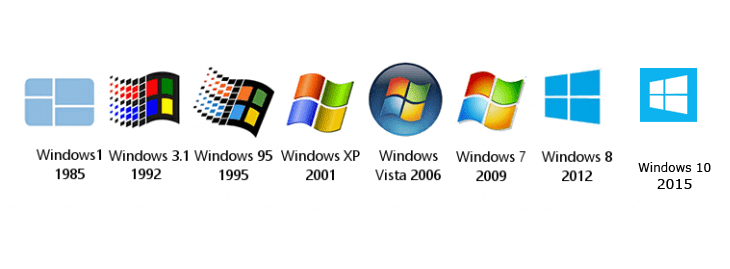 Windows1
1985
Windows 3.1
1992
Windows 95
1995
Windows XP
2001
Windows
Vista 2006
Windows 7
2009
Windows 8
2012
Windows 10
2015